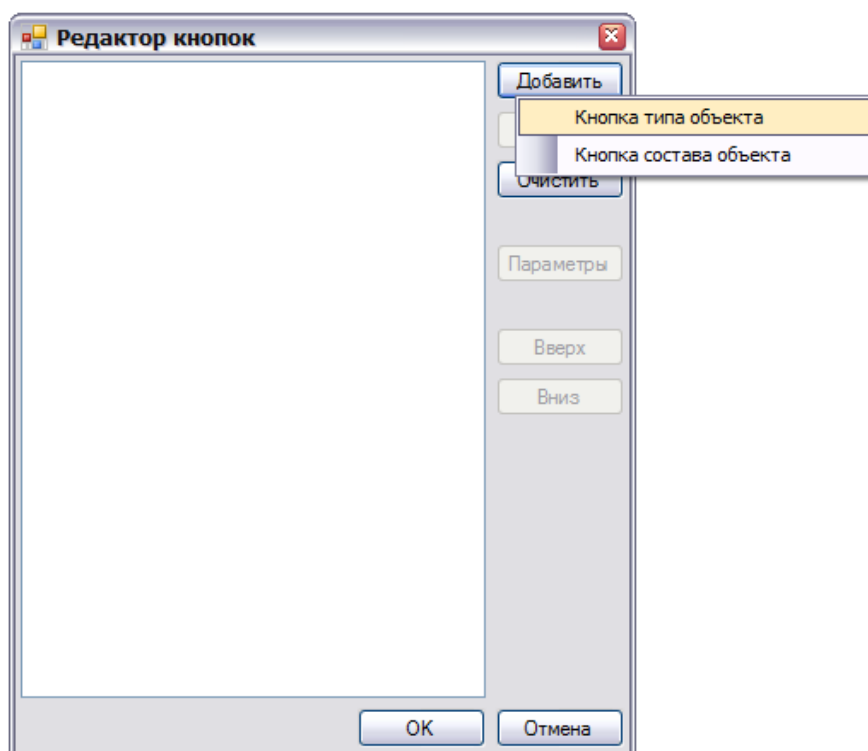 Редактор кнопок
Добавить
Кнопка типа объекта
Кнопка состава объекта
Очистить
Параметры
Вверх
Вниз
OK
Отмена